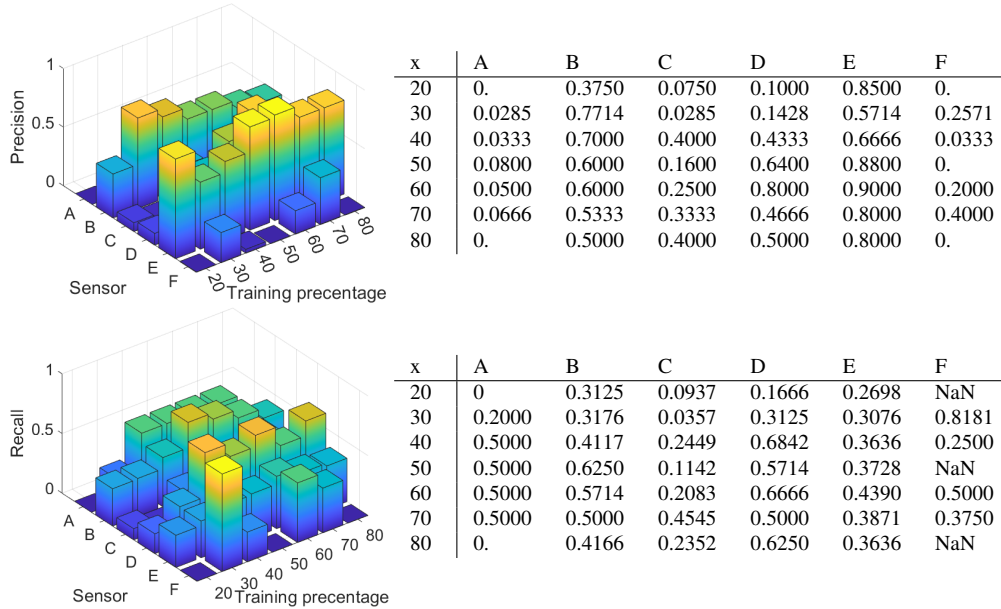 1
0.5
0
Precision
A
B
C
D
E
F
Sensor
20
30
40
50
60
70
80
Training precentage
x A B C D E F
20 0. 0.3750 0.0750 0.1000 0.8500 0.
30 0.0285 0.7714 0.0285 0.1428 0.5714 0.2571
40 0.0333 0.7000 0.4000 0.4333 0.6666 0.0333
50 0.0800 0.6000 0.1600 0.6400 0.8800 0.
60 0.0500 0.6000 0.2500 0.8000 0.9000 0.2000
70 0.0666 0.5333 0.3333 0.4666 0.8000 0.4000
80 0. 0.5000 0.4000 0.5000 0.8000 0.
1
0.5
0
Recall
A
B
C
D
E
F
Sensor
20
30
40
50
60
70
80
Training precentage
x A B C D E F
20 0 0.3125 0.0937 0.1666 0.2698 NaN
30 0.2000 0.3176 0.0357 0.3125 0.3076 0.8181
40 0.5000 0.4117 0.2449 0.6842 0.3636 0.2500
50 0.5000 0.6250 0.1142 0.5714 0.3728 NaN
60 0.5000 0.5714 0.2083 0.6666 0.4390 0.5000
70 0.5000 0.5000 0.4545 0.5000 0.3871 0.3750
80 0. 0.4166 0.2352 0.6250 0.3636 NaN